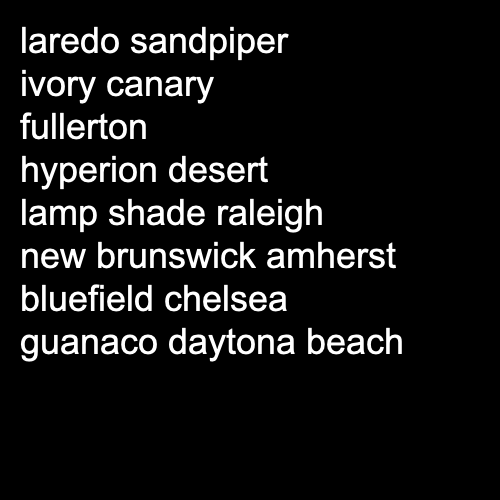 laredo sandpiper
ivory canary
fullerton
hyperion desert
lamp shade raleigh
new brunswick amherst
bluefield chelsea
guanaco daytona beach